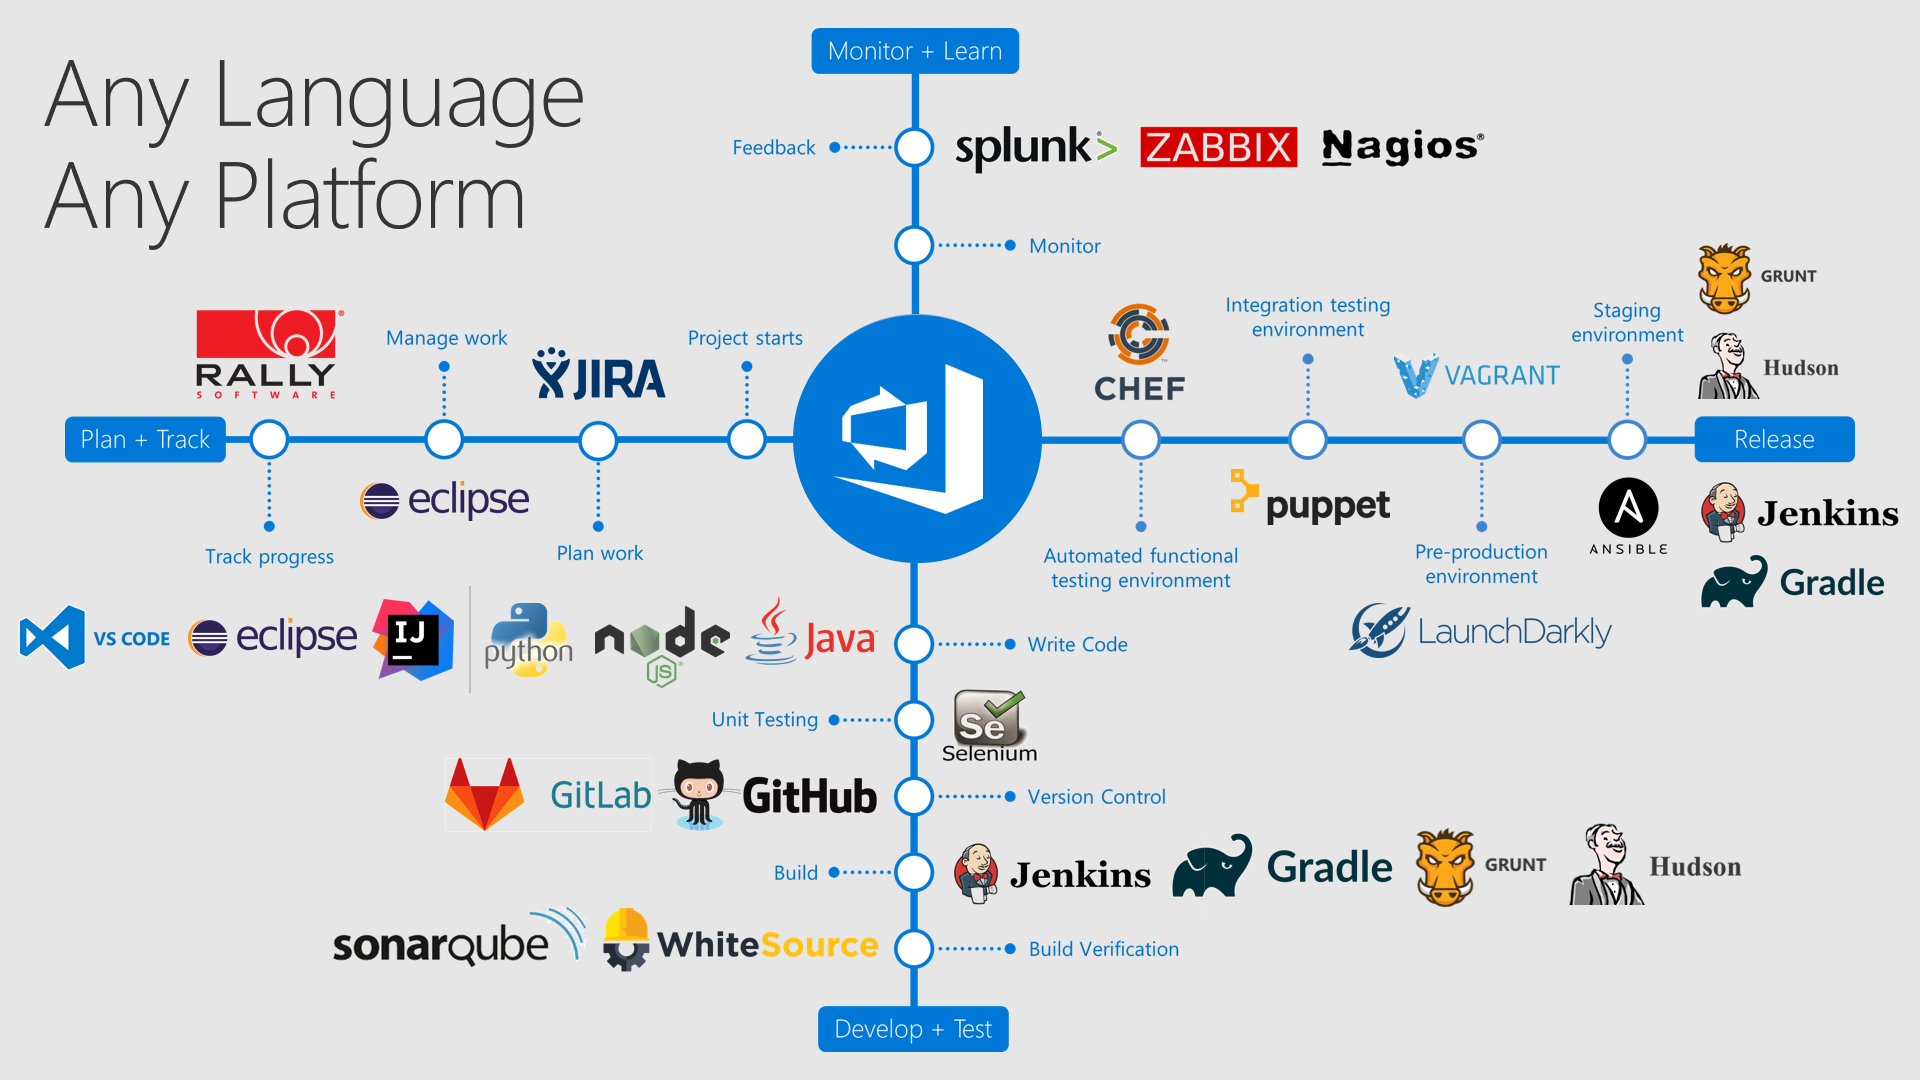 Any Language
Any Platform
Monitor + Learn
Feedback
splunk>
ZABBIX
Nagios®
Monitor
RALLY®
SOFTWARE
Manage work
JIRA
Project starts
CHEF™
Integration testing
environment
VAGRANT
Staging
environment
GRUNT
Hudson
Plan + Track
Release
eclipse
Track progress
Plan work
puppet
Automated functional
testing environment
Pre-production
environment
ANSIBLE
Jenkins
Gradle
LaunchDarkly
VS CODE
eclipse
IJ
python
node
JS®
Java™
Write Code
Unit Testing
Se
Selenium
GitLab
GitHub
Version Control
Build
Jenkins
Gradle
GRUNT
Hudson
sonarqube
WhiteSource
Build Verification
Develop + Test